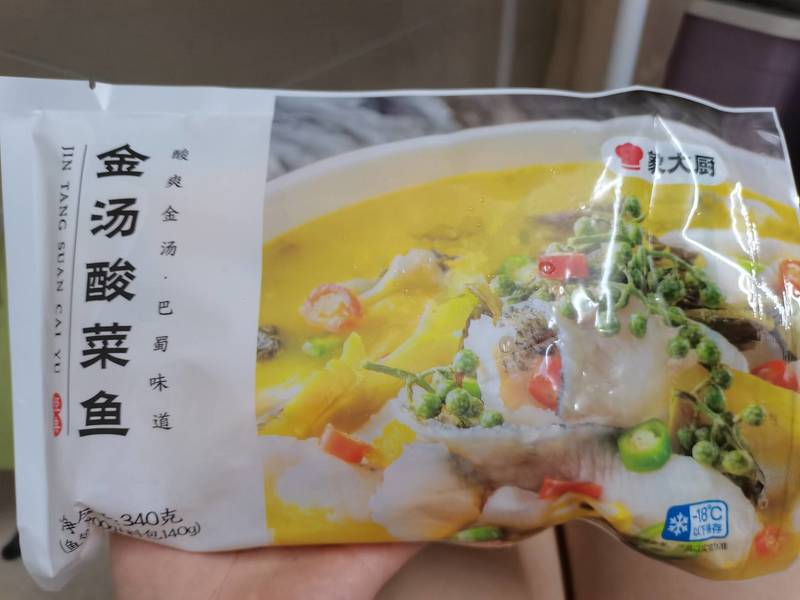 象大厨
金汤酸菜鱼
JIN TANG SUAN CAI YU
酸爽金汤·巴蜀味道
340克
140g)
-18℃
以下保存